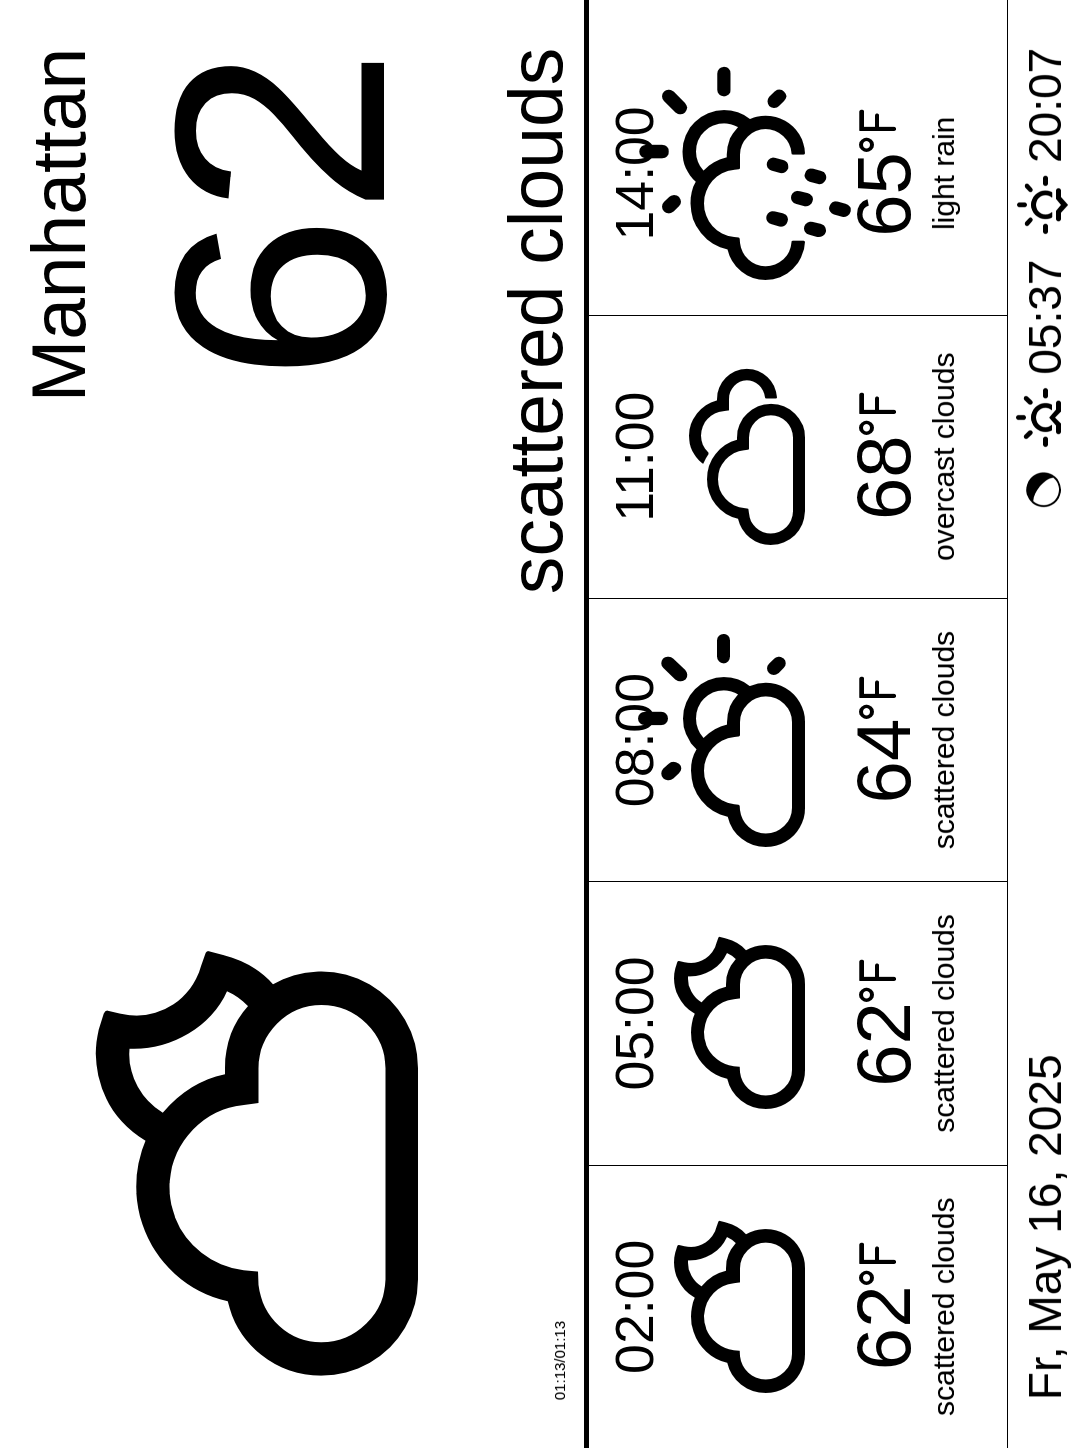 Manhattan
62
scattered clouds
01:13/01:13
02:00
62°F
scattered clouds
05:00
62°F
scattered clouds
08:00
64°F
scattered clouds
11:00
68°F
overcast clouds
14:00
65°F
light rain
Fr, May 16, 2025
05:37
20:07